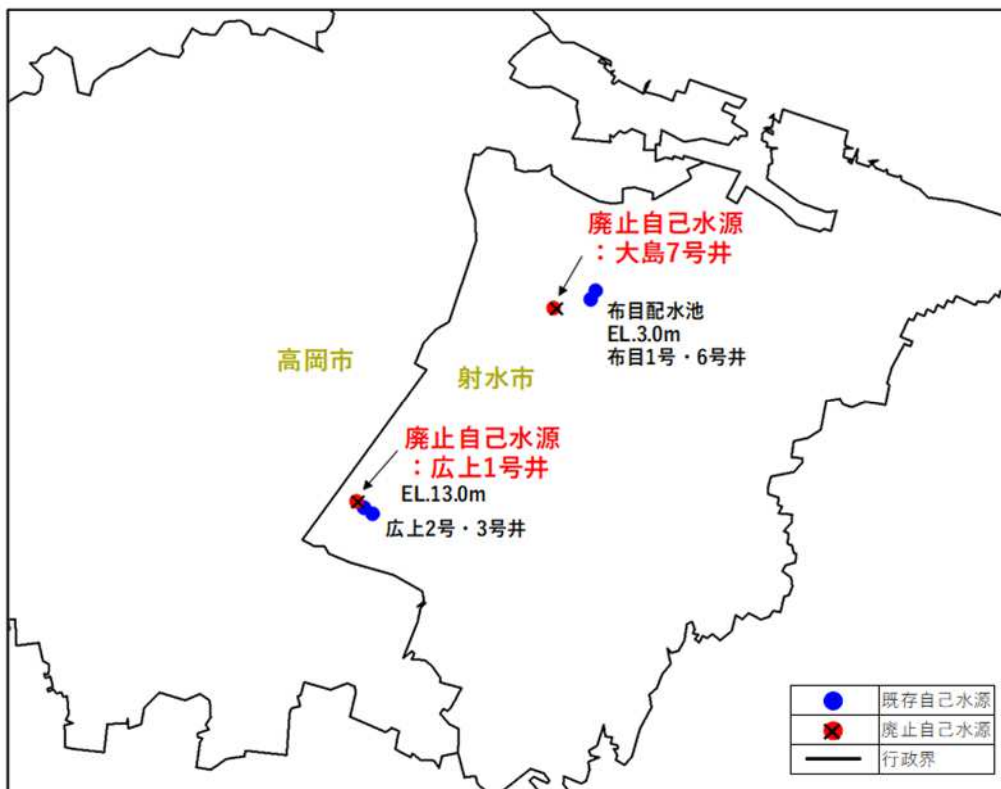 廃止自己水源
：大島7号井
布目配水池
EL.3.0m
布目1号・6号井
高岡市
射水市
廃止自己水源
：広上1号井
EL.13.0m
広上2号・3号井
既存自己水源
廃止自己水源
行政界